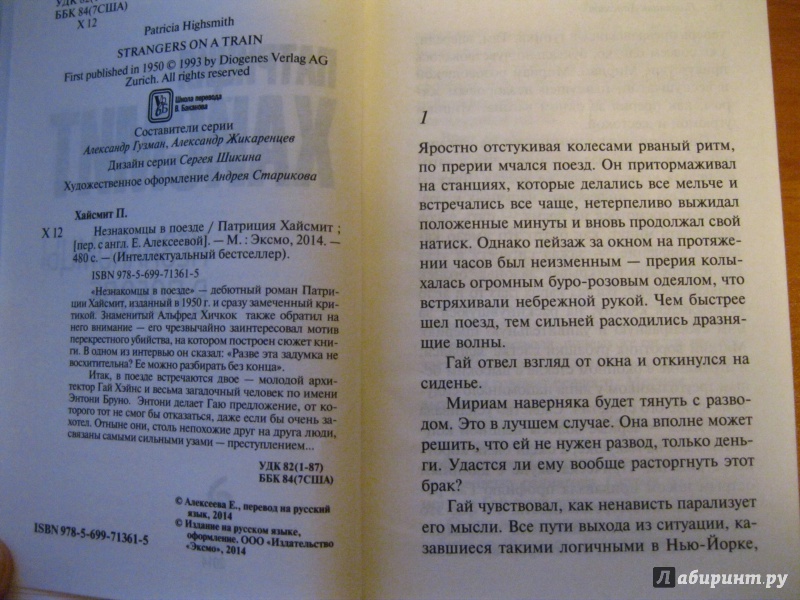 УДК 82(1-87)
ББК 84(7США)
Х 12
Patricia Highsmith
STRANGERS ON A TRAIN
First published in 1950 © 1993 by Diogenes Verlag AG
Zurich. All rights reserved
Школа перевода
В. Баканова
Составители серии
Александр Гузман, Александр Жикаренцев
Дизайн серии Сергея Шикина
Художественное оформление Андрея Старикова
Хайсмит П.
Х 12 Незнакомцы в поезде / Патриция Хайсмит ;
[пер. с англ. Е. Алексеевой]. — М. : Эксмо, 2014. —
480 с. — (Интеллектуальный бестселлер).
ISBN 978-5-699-71361-5
«Незнакомцы в поезде» — дебютный роман Патри-
ции Хайсмит, изданный в 1950 г. и сразу замеченный кри-
тикой. Знаменитый Альфред Хичкок также обратил на
него внимание — его чрезвычайно заинтересовал мотив
перекрестного убийства, на котором построен сюжет кни-
ги. В одном из интервью он сказал: «Разве эта задумка не
восхитительна? Ее можно разбирать без конца».
Итак, в поезде встречаются двое — молодой архи-
тектор Гай Хэйнс и весьма загадочный человек по имени
Энтони Бруно. Энтони делает Гаю предложение, от ко-
торого тот не смог бы отказаться, даже если бы очень за-
хотел. Отныне они, столь непохожие друг на друга люди,
связаны самыми сильными узами — преступлением...
УДК 82(1-87)
ББК 84(7США)
© Алексеева Е., перевод на русский
язык, 2014
© Издание на русском языке,
оформление. ООО «Издательство
«Эксмо», 2014
ISBN 978-5-699-71361-5
1
Яростно отстукивая колесами рваный ритм,
по прерии мчался поезд. Он притормаживал
на станциях, которые делались все мельче и
встречались все чаще, нетерпеливо выжидал
положенные минуты и вновь продолжал свой
натиск. Однако пейзаж за окном на протяже-
нии часов был неизменным — прерия колы-
халась огромным буро-розовым одеялом, что
встряхивали небрежной рукой. Чем быстрее
шел поезд, тем сильней расходились дразня-
щие волны.
Гай отвел взгляд от окна и откинулся на
сиденье.
Мириам наверняка будет тянуть с разво-
дом. Это в лучшем случае. Она вполне может
решить, что ей не нужен развод, только день-
ги. Удастся ли ему вообще расторгнуть этот
брак?
Гай чувствовал, как ненависть парализует
его мысли. Все пути выхода из ситуации, ка-
завшиеся такими логичными в Нью-Йорке,
Лабиринт.ру